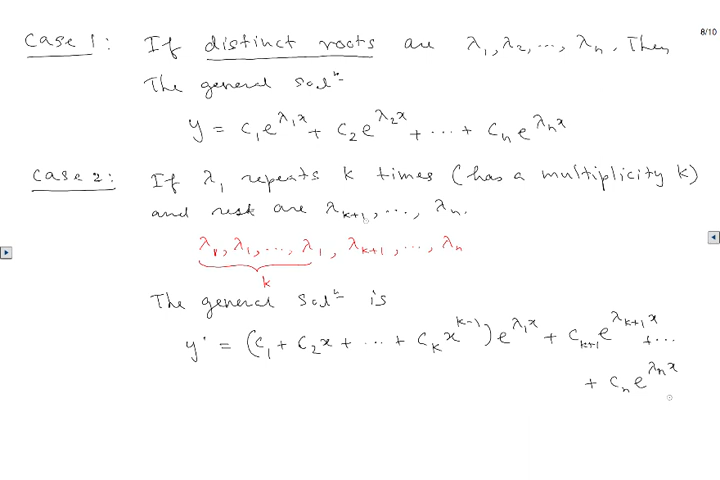 8/10
Case 1: If distinct roots are λ₁, λ₂, ..., λₙ. Then
The general solⁿ
y = c₁e^{λ₁x} + c₂e^{λ₂x} + ... + cₙe^{λₙx}
Case 2: If λ₁ repeats k times (has a multiplicity k)
and rest are λₖ₊₁, ..., λₙ.
λ₁, λ₁, ..., λ₁, λₖ₊₁, ..., λₙ
k
The general solⁿ is
y = (c₁ + c₂x + ... + cₖx^{k-1})e^{λ₁x} + cₖ₊₁e^{λₖ₊₁x} + ...
+ cₙe^{λₙx}